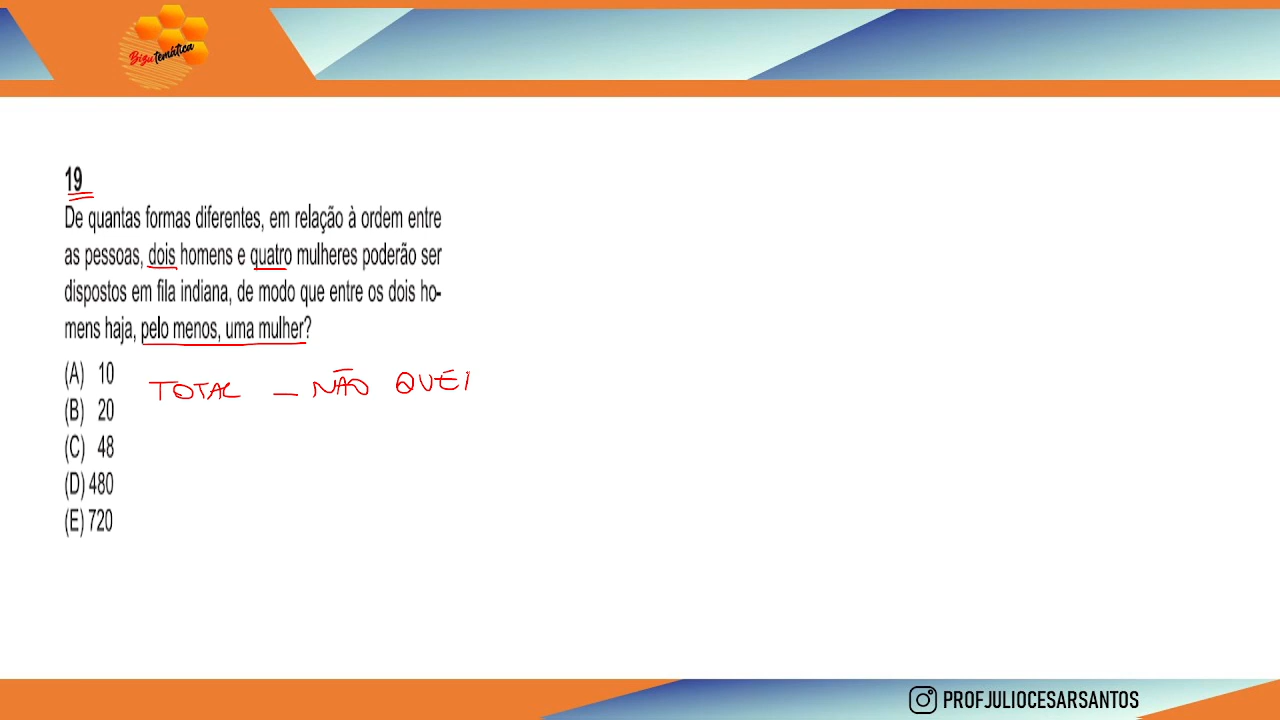 Bizutemática
19
De quantas formas diferentes, em relação à ordem entre
as pessoas, dois homens e quatro mulheres poderão ser
dispostos em fila indiana, de modo que entre os dois ho-
mens haja, pelo menos, uma mulher?
(A) 10
TOTAL - NÃO QUEI
(B) 20
(C) 48
(D) 480
(E) 720
PROFJULIOCESARSANTOS